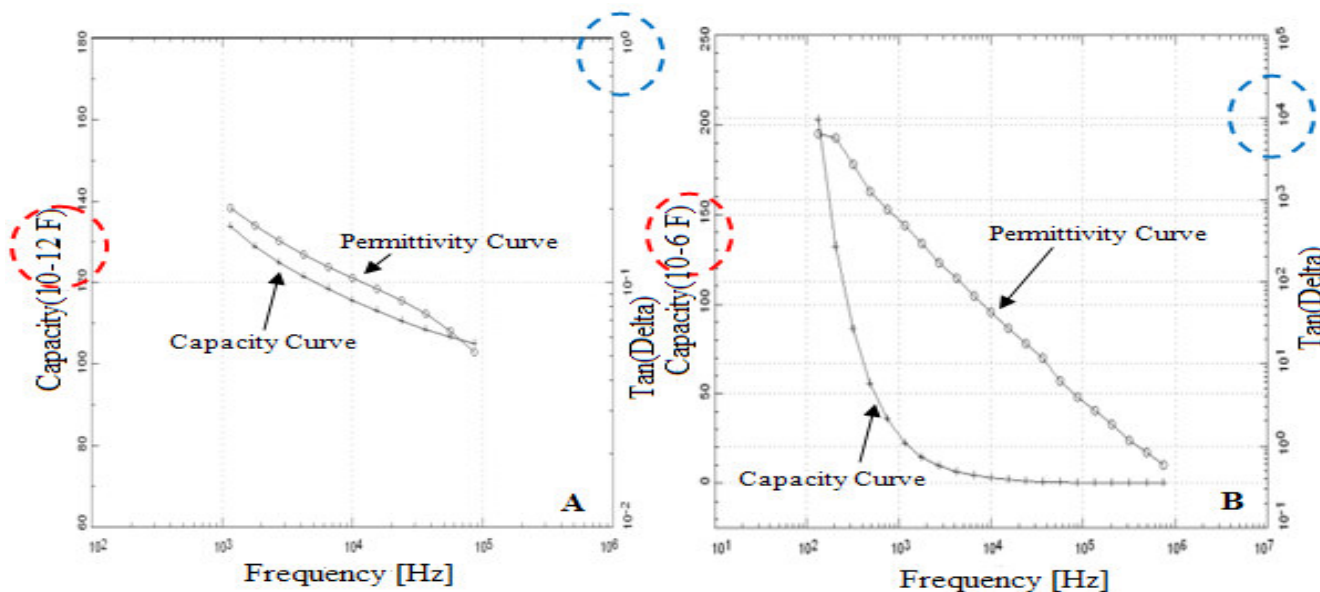 180
160
140
120
100
80
60
Capacity(10-12 F)
Permittivity Curve
Capacity Curve
A
10^0
10^-1
10^-2
Tan(Delta)
10^2 10^3 10^4 10^5 10^6
Frequency [Hz]
250
200
150
100
50
0
Capacity(10-6 F)
Permittivity Curve
Capacity Curve
B
10^5
10^4
10^3
10^2
10^1
10^0
10^-1
Tan(Delta)
10^1 10^2 10^3 10^4 10^5 10^6 10^7
Frequency [Hz]